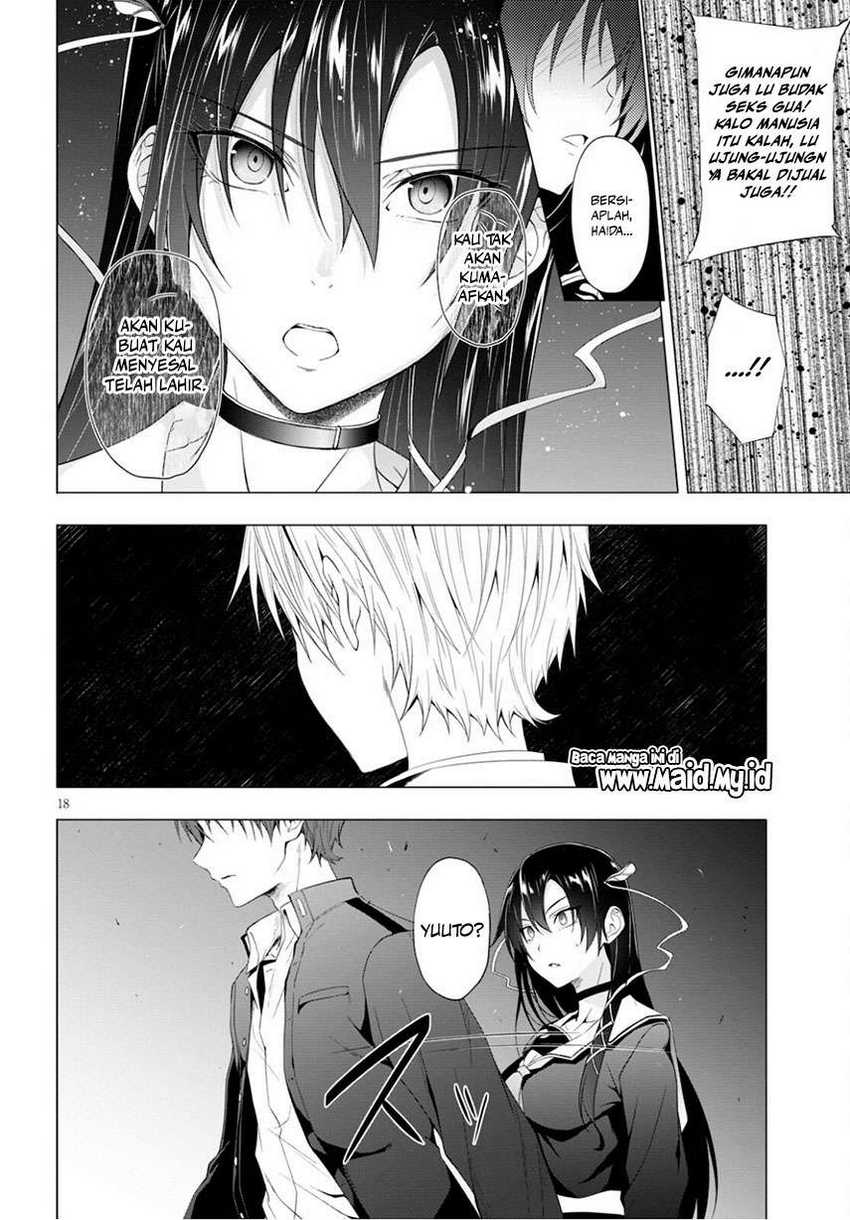 GIMANAPUN
JUGA LU BUDAK
SEKS GUA!
KALO MANUSIA
ITU KALAH, LU
UJUNG-UJUNGN
YA BAKAL DIJUAL
JUGA!!
....!!
BERSI-
APLAH,
HAIDA...
KAU TAK
AKAN
KUMA-
AFKAN.
AKAN KU-
BUAT KAU
MENYESAL
TELAH LAHIR.
Baca Manga ini di
www.Maid.My.id
18
YUUTO?
スッ